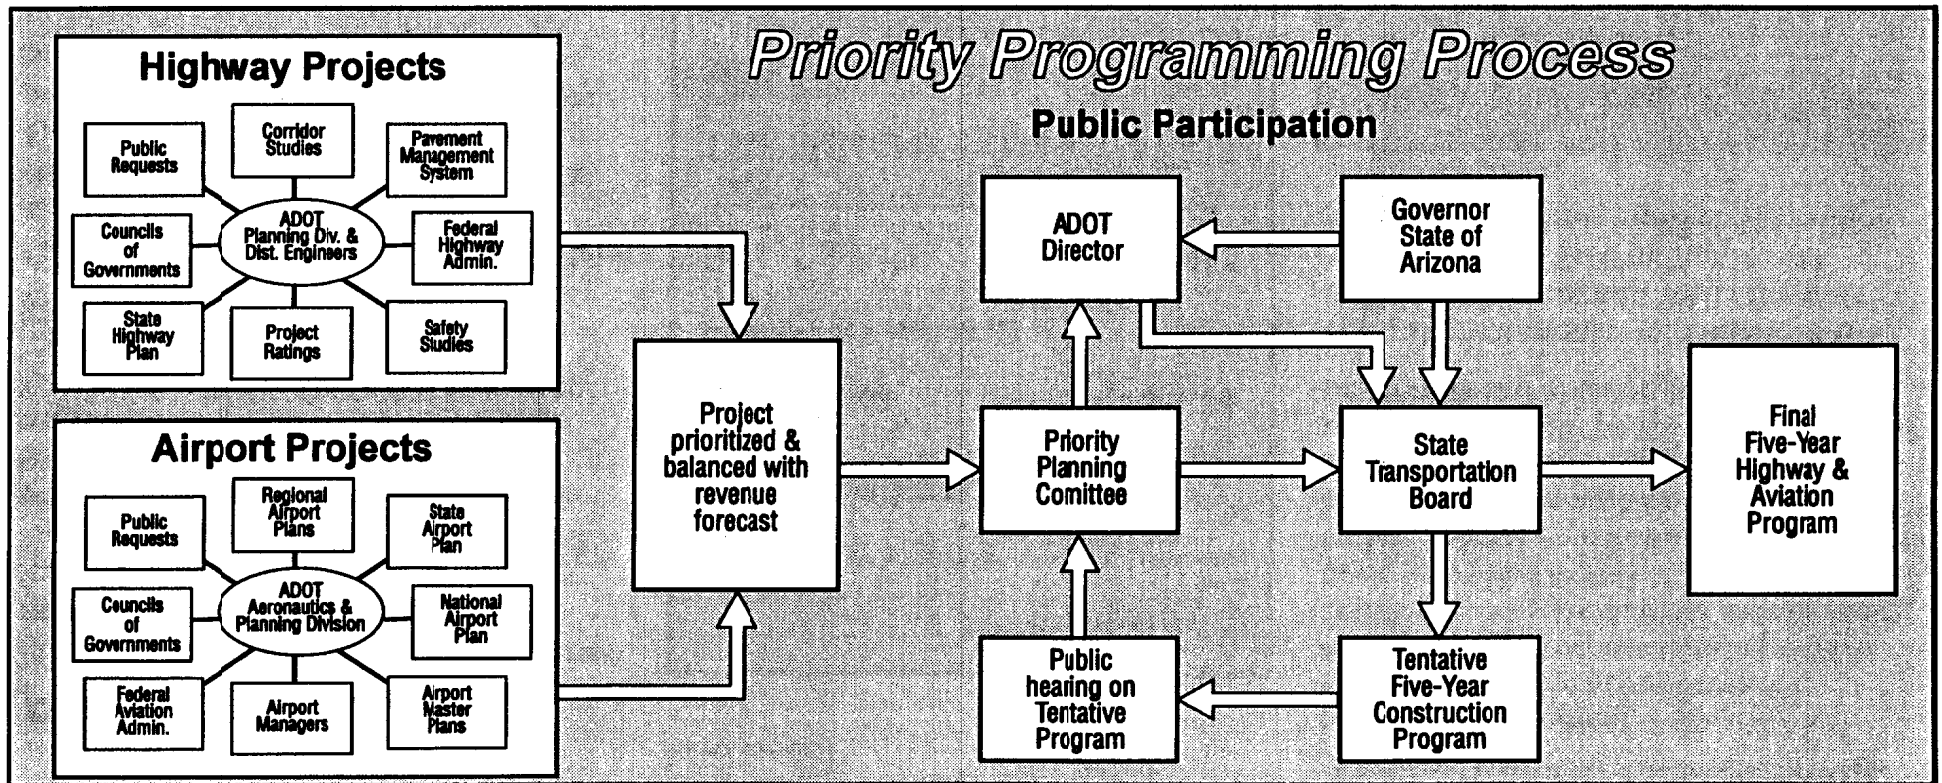 Priority Programming Process
Public Participation
Highway Projects
Public
Requests
Corridor
Studies
Pavement
Management
System
Councils
of
Governments
ADOT
Planning Div. &
Dist. Engineers
Federal
Highway
Admin.
State
Highway
Plan
Project
Ratings
Safety
Studies
Airport Projects
Public
Requests
Regional
Airport
Plans
State
Airport
Plan
Councils
of
Governments
ADOT
Aeronautics &
Planning Division
National
Airport
Plan
Federal
Aviation
Admin.
Airport
Managers
Airport
Master
Plans
Project
prioritized &
balanced with
revenue
forecast
ADOT
Director
Governor
State of
Arizona
Priority
Planning
Comittee
State
Transportation
Board
Final
Five-Year
Highway &
Aviation
Program
Public
hearing on
Tentative
Program
Tentative
Five-Year
Construction
Program